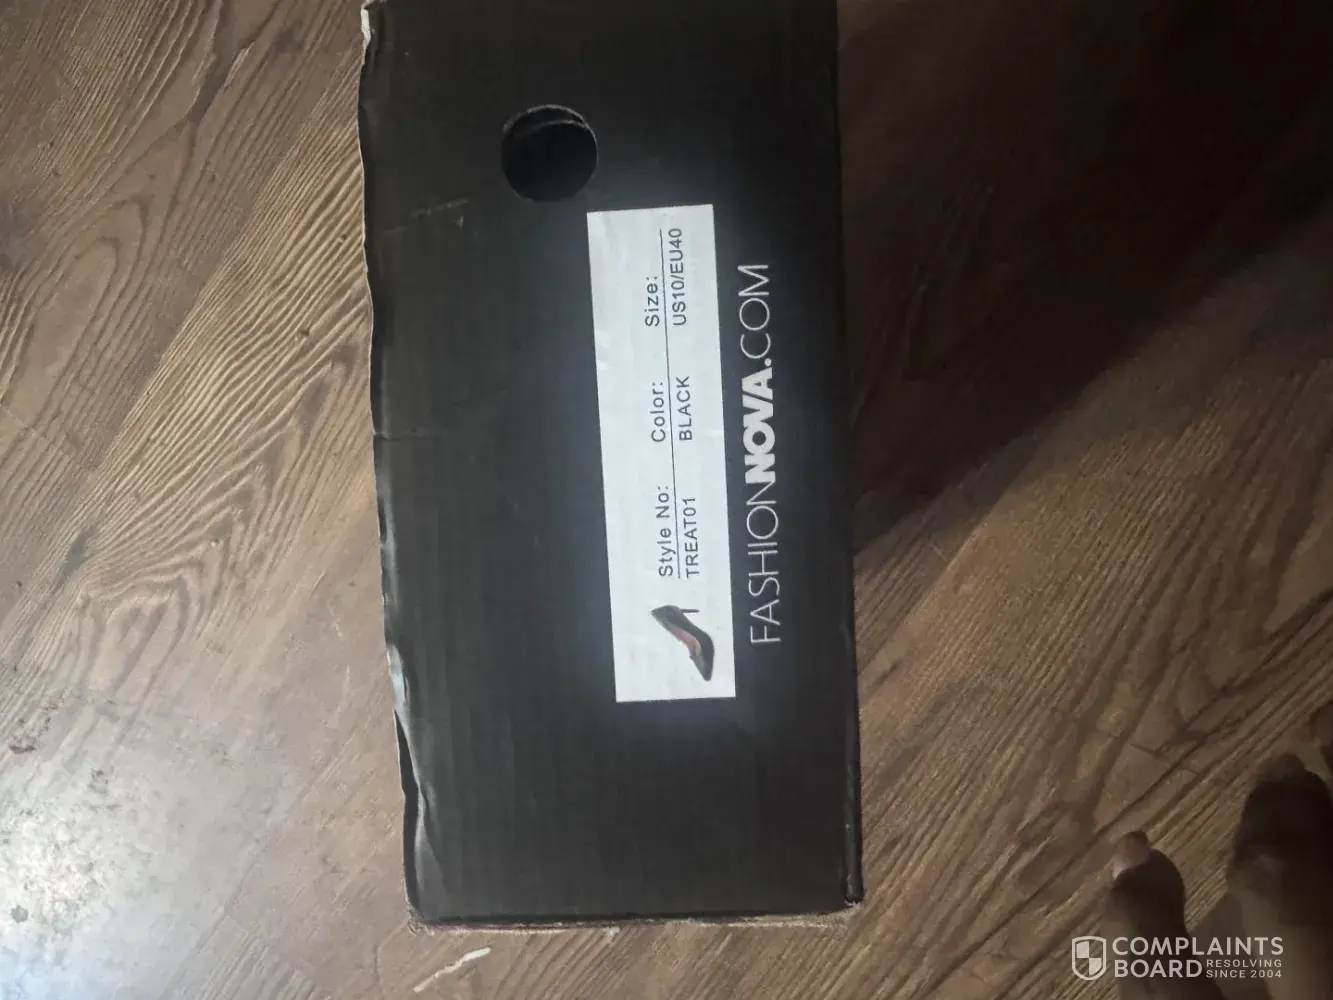 Style No: Color: Size:
TREAT01 BLACK US10/EU40
FASHIONNOVA.COM
COMPLAINTS
BOARD RESOLVING
SINCE 2004